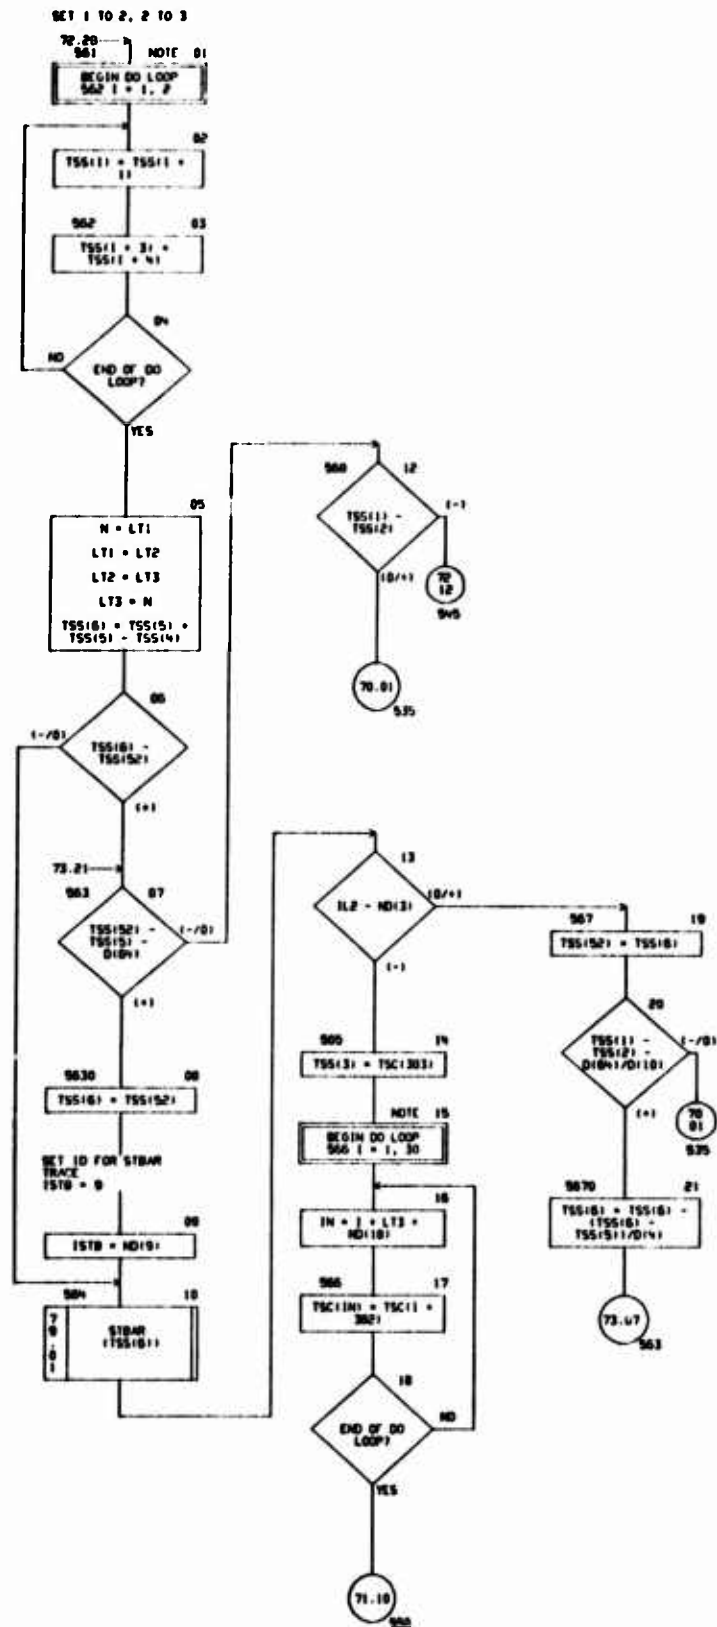 SET 1 TO 2, 2 TO 3
72.20
561 NOTE 01
BEGIN DO LOOP
562 I = 1, 2
02
TSS(I) = TSS(I +
1)
562 03
TSS(I + 3) =
TSS(I + 4)
04
NO
END OF DO
LOOP?
YES
05
N = LT1
LT1 = LT2
LT2 = LT3
LT3 = N
TSS(6) = TSS(5) +
TSS(5) - TSS(4)
06
(-/0)
TSS(6) -
TSS(52)
(+)
73.21
563 07
TSS(52) -
TSS(5) -
D(84)
(-/0)
(+)
5630 08
TSS(6) = TSS(52)
SET ID FOR STBAR
TRACE
ISTB = 9
09
ISTB = ND(9)
564 10
79.01
STBAR
(TSS(6))
568 12
TSS(1) -
TSS(2)
(-)
(0/+)
72
12
545
70.01
535
13
IL2 - ND(3)
(0/+)
(-)
565 14
TSS(3) = TSC(383)
NOTE 15
BEGIN DO LOOP
566 I = 1, 30
16
IN = I + LT3 +
ND(18)
566 17
TSC(IN) = TSC(I +
382)
18
END OF DO
LOOP?
NO
YES
71.10
567 19
TSS(52) = TSS(6)
20
TSS(1) -
TSS(2) -
D(84)/D(10)
(-/0)
(+)
70
01
535
5670 21
TSS(6) = TSS(6) -
(TSS(6) -
TSS(5))/D(4)
73.07
563